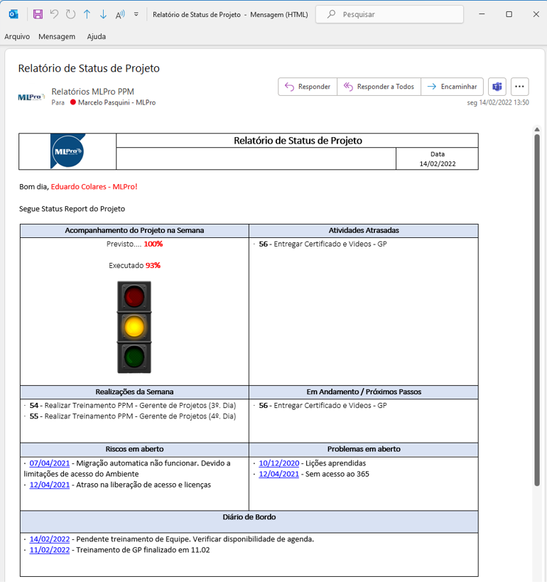 Relatório de Status de Projeto - Mensagem (HTML)
Pesquisar
Arquivo Mensagem Ajuda
Relatório de Status de Projeto
MLPro
Relatórios MLPro PPM
Para Marcelo Pasquini - MLPro
Responder
Responder a Todos
Encaminhar
seg 14/02/2022 13:50
MLPro
Relatório de Status de Projeto
Data
14/02/2022
Bom dia, Eduardo Colares - MLPro!
Segue Status Report do Projeto
Acompanhamento do Projeto na Semana
Previsto.... 100%
Executado 93%
Atividades Atrasadas
· 56 - Entregar Certificado e Videos - GP
Realizações da Semana
· 54 - Realizar Treinamento PPM - Gerente de Projetos (3º. Dia)
· 55 - Realizar Treinamento PPM - Gerente de Projetos (4º. Dia)
Em Andamento / Próximos Passos
· 56 - Entregar Certificado e Videos - GP
Riscos em aberto
· 07/04/2021 - Migração automatica não funcionar. Devido a
limitações de acesso do Ambiente
· 12/04/2021 - Atraso na liberação de acesso e licenças
Problemas em aberto
· 10/12/2020 - Lições aprendidas
· 12/04/2021 - Sem acesso ao 365
Diário de Bordo
· 14/02/2022 - Pendente treinamento de Equipe. Verificar disponibilidade de agenda.
· 11/02/2022 - Treinamento de GP finalizado em 11.02